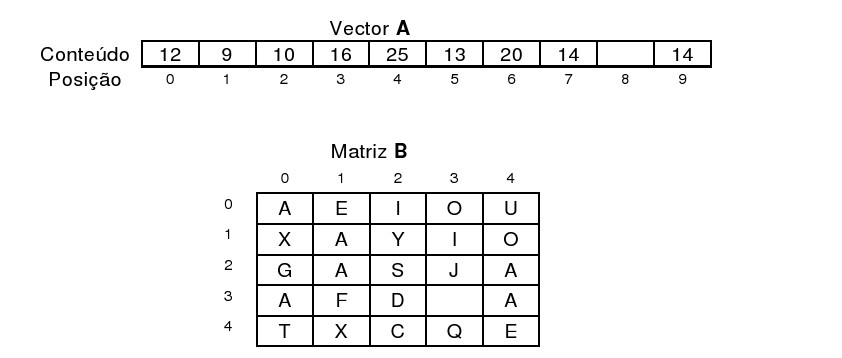 Vector A
Conteúdo 12 9 10 16 25 13 20 14 14
Posição 0 1 2 3 4 5 6 7 8 9
Matriz B
0 1 2 3 4
0 A E I O U
1 X A Y I O
2 G A S J A
3 A F D A
4 T X C Q E